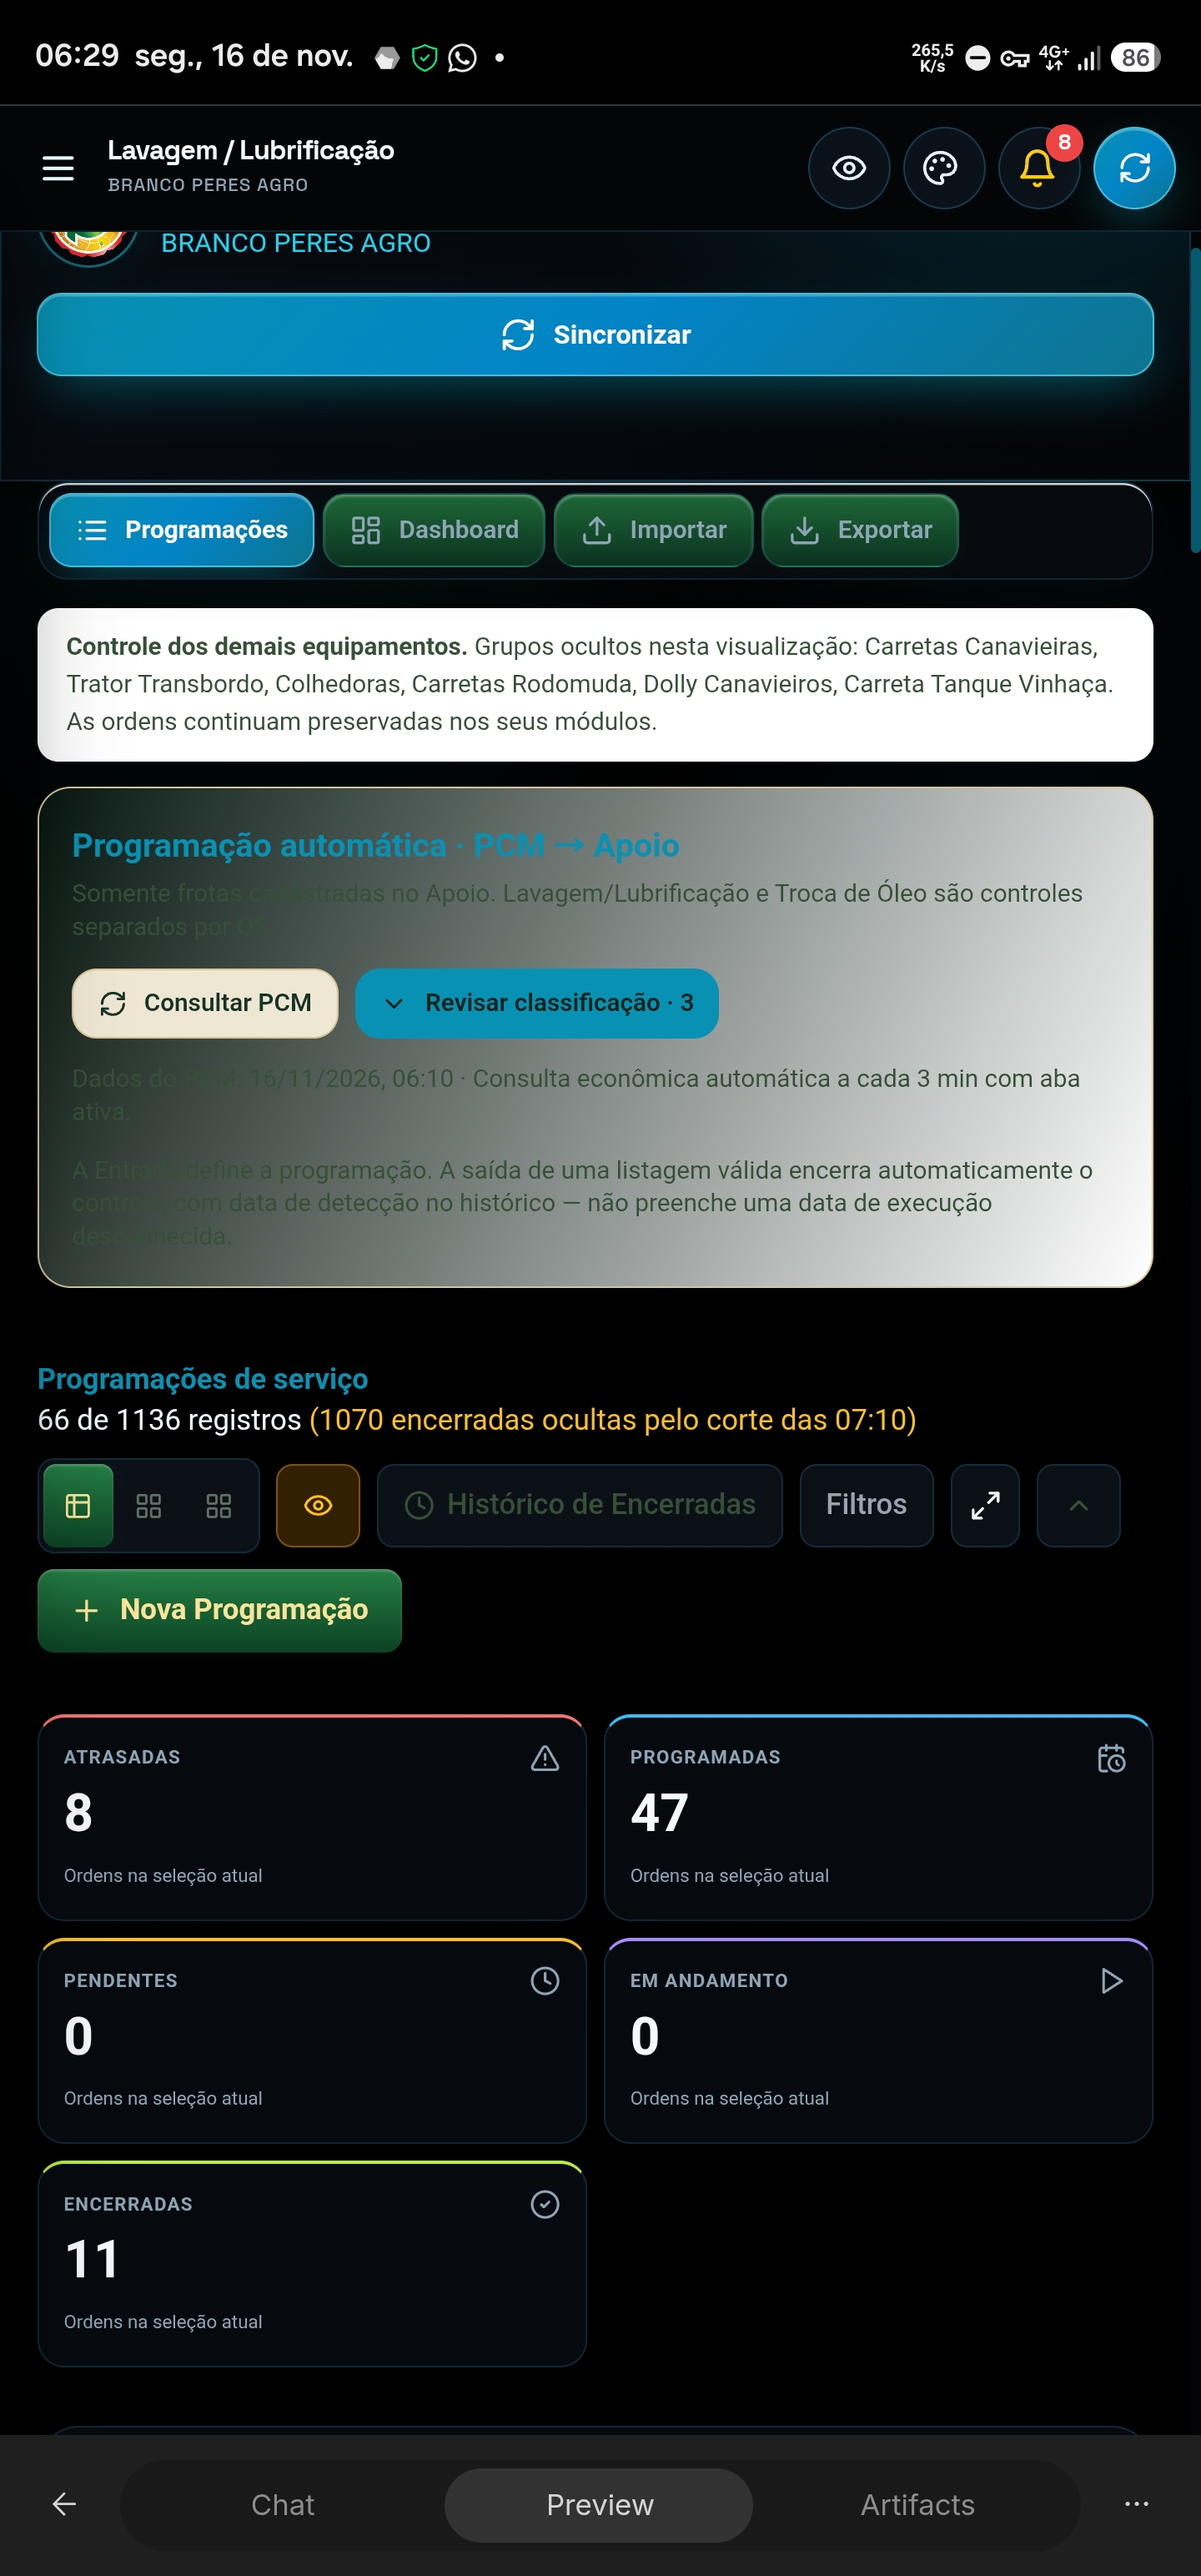 06:29 seg., 16 de nov.
265,5 K/s
4G+
86
Lavagem / Lubrificação
BRANCO PERES AGRO
8
BRANCO PERES AGRO
Sincronizar
Programações
Dashboard
Importar
Exportar
Controle dos demais equipamentos. Grupos ocultos nesta visualização: Carretas Canavieiras,
Trator Transbordo, Colhedoras, Carretas Rodomuda, Dolly Canavieiros, Carreta Tanque Vinhaça.
As ordens continuam preservadas nos seus módulos.
Programação automática · PCM → Apoio
Somente frotas cadastradas no Apoio. Lavagem/Lubrificação e Troca de Óleo são controles
separados por OS.
Consultar PCM
Revisar classificação · 3
Dados do PCM: 16/11/2026, 06:10 · Consulta econômica automática a cada 3 min com aba
ativa.
A Entrada define a programação. A saída de uma listagem válida encerra automaticamente o
controle com data de detecção no histórico — não preenche uma data de execução
desconhecida.
Programações de serviço
66 de 1136 registros (1070 encerradas ocultas pelo corte das 07:10)
Histórico de Encerradas
Filtros
Nova Programação
ATRASADAS
8
Ordens na seleção atual
PROGRAMADAS
47
Ordens na seleção atual
PENDENTES
0
Ordens na seleção atual
EM ANDAMENTO
0
Ordens na seleção atual
ENCERRADAS
11
Ordens na seleção atual
Chat
Preview
Artifacts